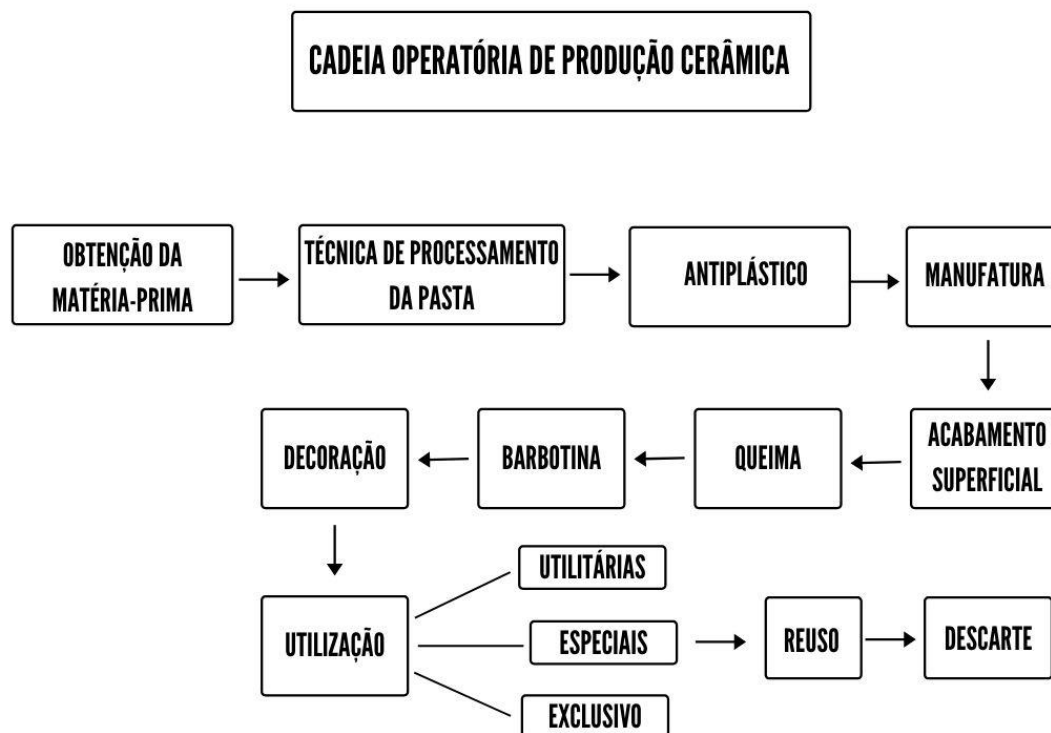 CADEIA OPERATÓRIA DE PRODUÇÃO CERÂMICA
OBTENÇÃO DA
MATÉRIA-PRIMA
TÉCNICA DE PROCESSAMENTO
DA PASTA
ANTIPLÁSTICO
MANUFATURA
ACABAMENTO
SUPERFICIAL
QUEIMA
BARBOTINA
DECORAÇÃO
UTILIZAÇÃO
UTILITÁRIAS
ESPECIAIS
EXCLUSIVO
REUSO
DESCARTE